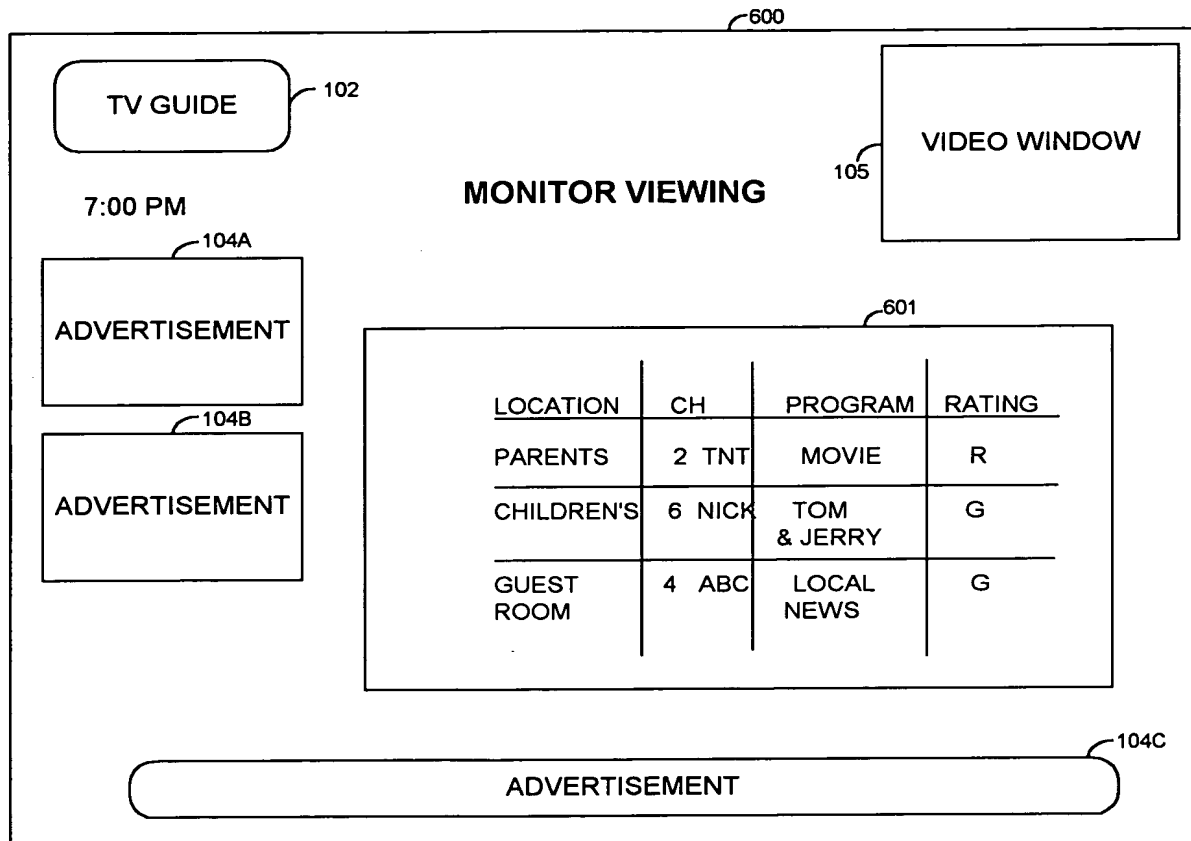 600
TV GUIDE
102
VIDEO WINDOW
105
MONITOR VIEWING
7:00 PM
104A
ADVERTISEMENT
104B
ADVERTISEMENT
601
LOCATION CH PROGRAM RATING
PARENTS 2 TNT MOVIE R
CHILDREN'S 6 NICK TOM G
& JERRY
GUEST 4 ABC LOCAL G
ROOM NEWS
104C
ADVERTISEMENT